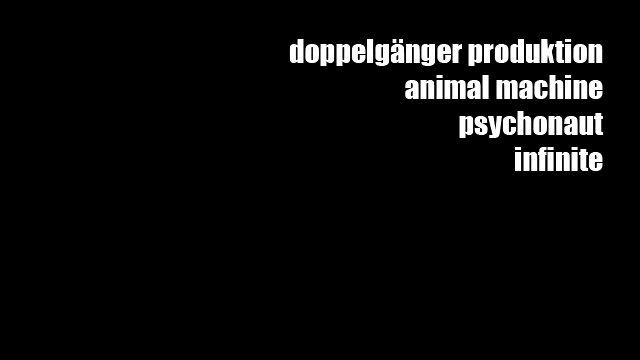 doppelgänger produktion
animal machine
psychonaut
infinite